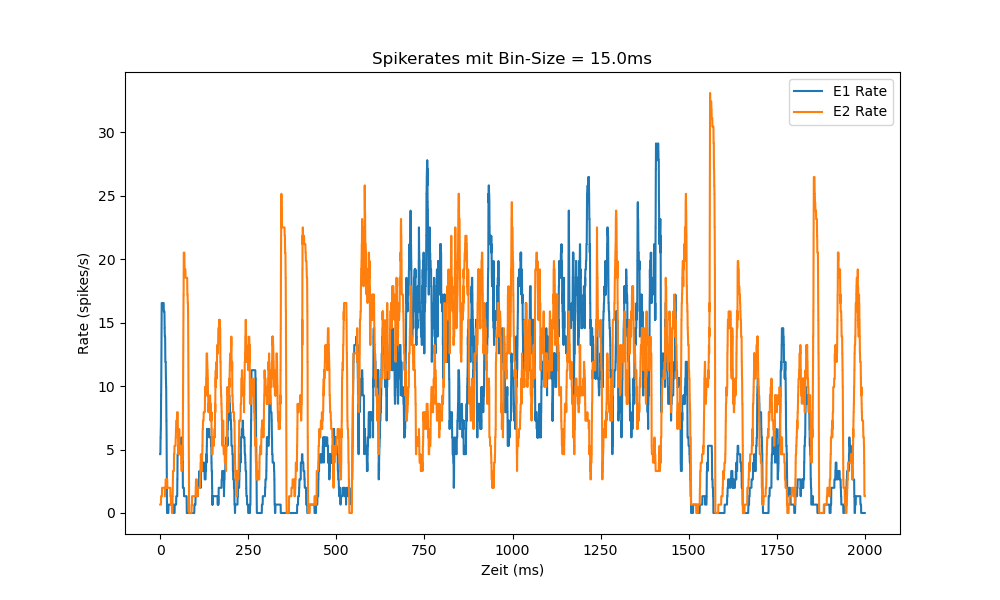 Spikerates mit Bin-Size = 15.0ms
E1 Rate
E2 Rate
Rate (spikes/s)
30
25
20
15
10
5
0
0 250 500 750 1000 1250 1500 1750 2000
Zeit (ms)